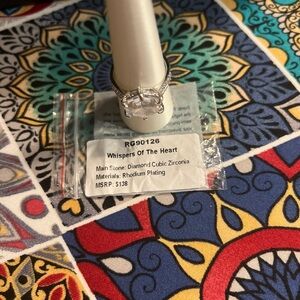 RG90126
Whispers Of The Heart
Main Stone: Diamond Cubic Zirconia
Materials: Rhodium Plating
MSRP: $138